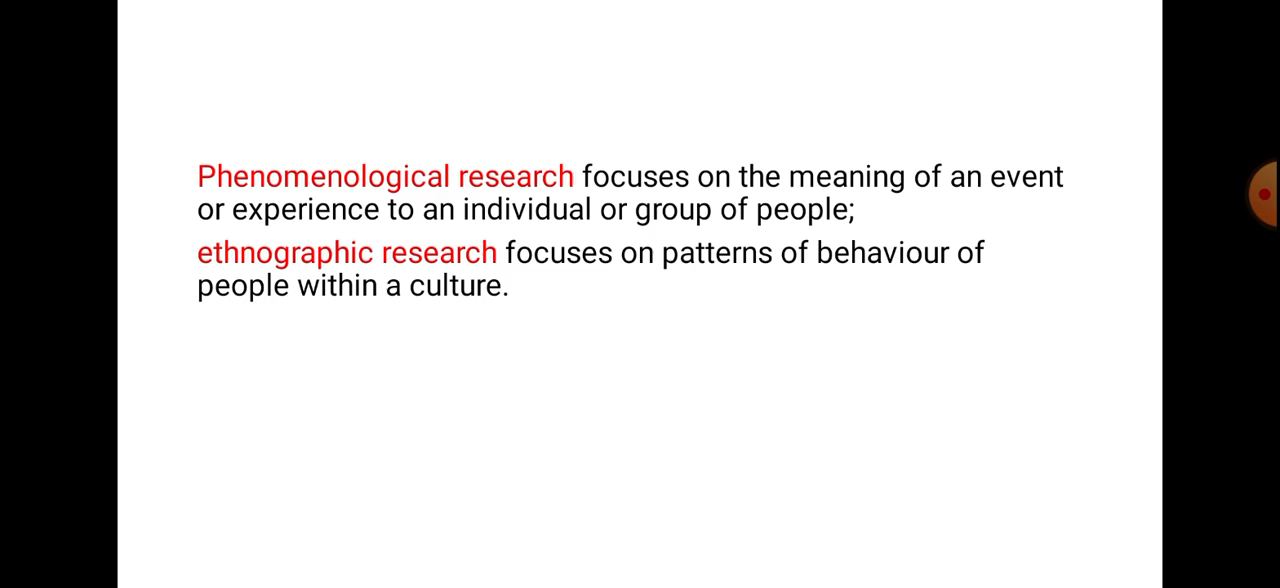 Phenomenological research focuses on the meaning of an event
or experience to an individual or group of people;
ethnographic research focuses on patterns of behaviour of
people within a culture.